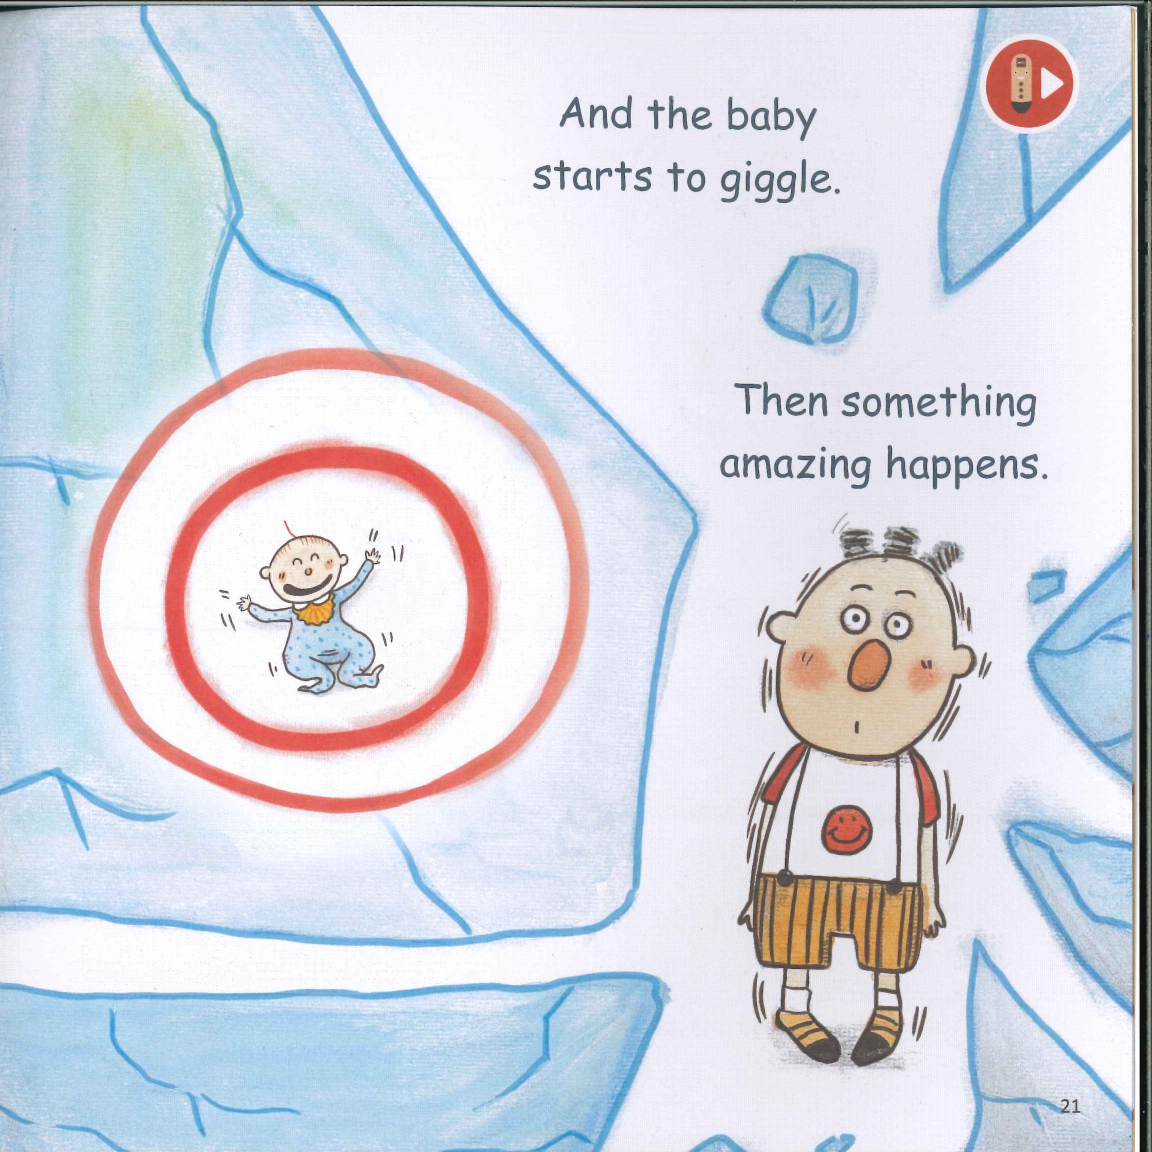 And the baby
starts to giggle.
Then something
amazing happens.
21